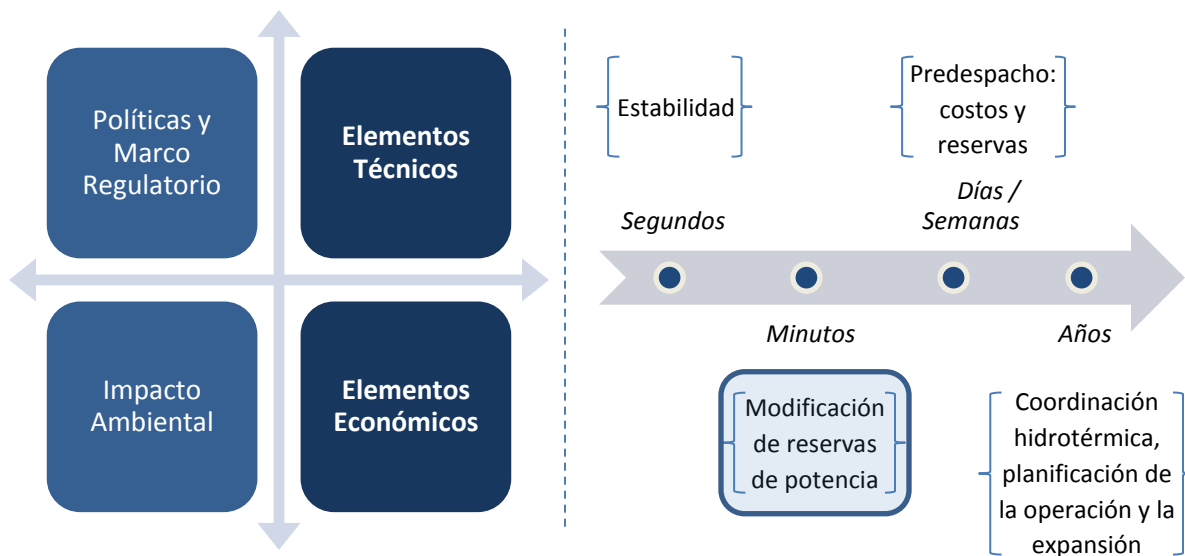 Políticas y
Marco
Regulatorio
Elementos
Técnicos
Impacto
Ambiental
Elementos
Económicos
Estabilidad
Predespacho:
costos y
reservas
Segundos
Días /
Semanas
Minutos
Años
Modificación
de reservas
de potencia
Coordinación
hidrotérmica,
planificación de
la operación y la
expansión